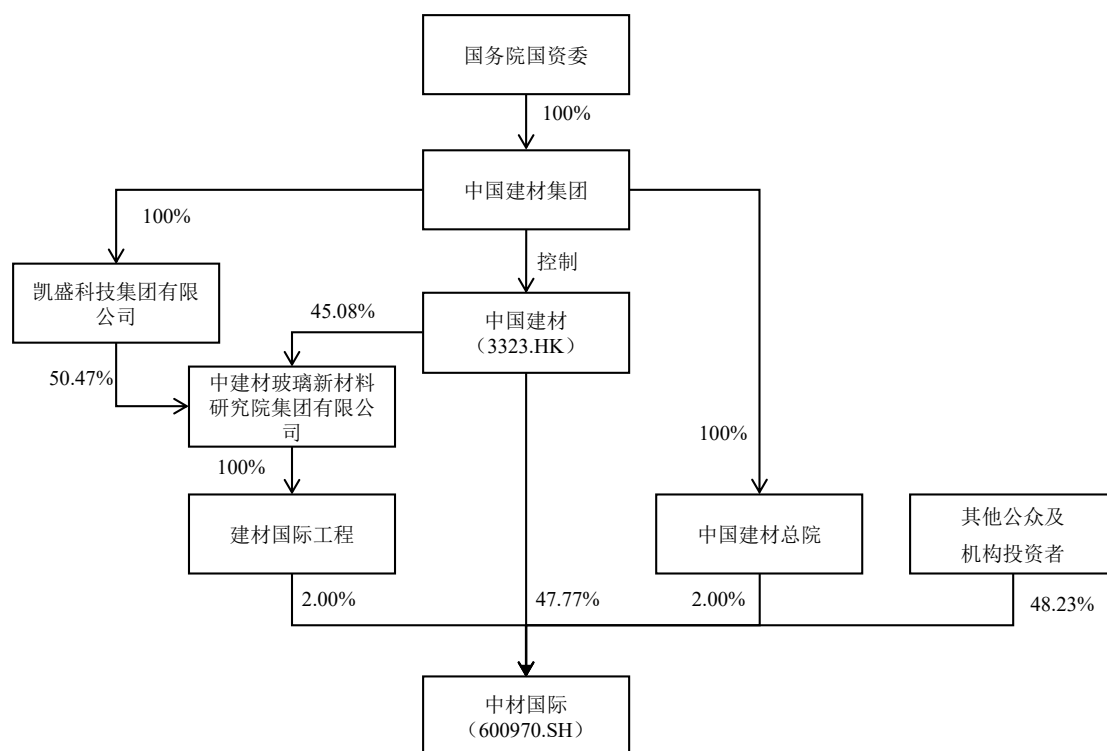 国务院国资委
100%
中国建材集团
100%
控制
凯盛科技集团有限
公司
45.08%
中国建材
（3323.HK）
50.47%
中建材玻璃新材料
研究院集团有限公
司
100%
100%
建材国际工程
中国建材总院
其他公众及
机构投资者
2.00%
47.77%
2.00%
48.23%
中材国际
（600970.SH）